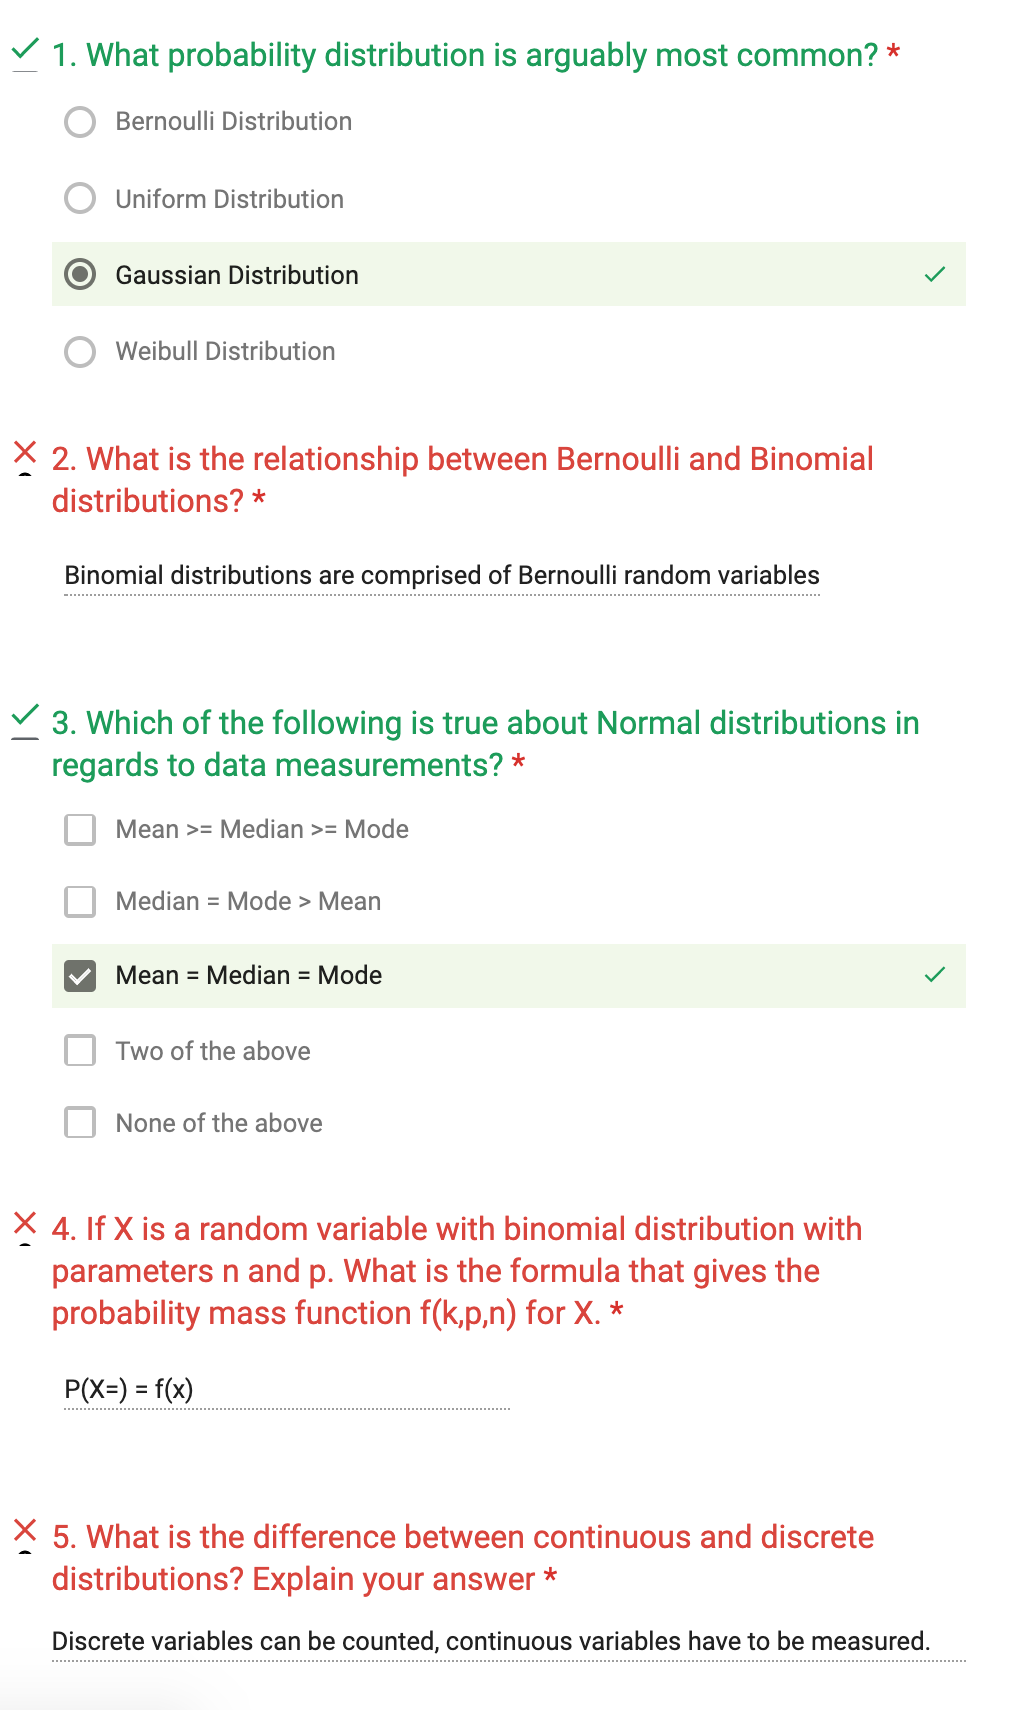 1. What probability distribution is arguably most common? *
Bernoulli Distribution
Uniform Distribution
Gaussian Distribution
Weibull Distribution
2. What is the relationship between Bernoulli and Binomial
distributions? *
Binomial distributions are comprised of Bernoulli random variables
3. Which of the following is true about Normal distributions in
regards to data measurements? *
Mean >= Median >= Mode
Median = Mode > Mean
Mean = Median = Mode
Two of the above
None of the above
4. If X is a random variable with binomial distribution with
parameters n and p. What is the formula that gives the
probability mass function f(k,p,n) for X. *
P(X=) = f(x)
5. What is the difference between continuous and discrete
distributions? Explain your answer *
Discrete variables can be counted, continuous variables have to be measured.